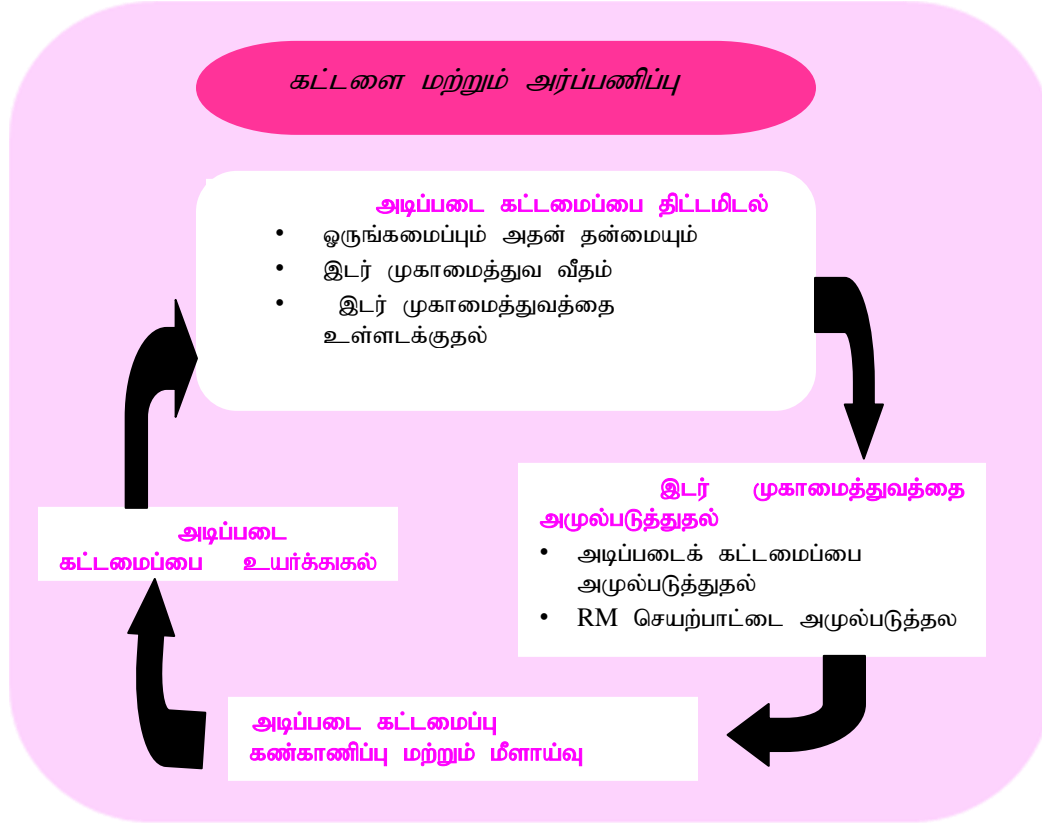 கட்டளை மற்றும் அர்ப்பணிப்பு
அடிப்படை கட்டமைப்பை திட்டமிடல்
• ஒருங்கமைப்பும் அதன் தன்மையும்
• இடர் முகாமைத்துவ வீதம்
• இடர் முகாமைத்துவத்தை
உள்ளடக்குதல்
இடர் முகாமைத்துவத்தை
அமுல்படுத்துதல்
• அடிப்படைக் கட்டமைப்பை
அமுல்படுத்துதல்
• RM செயற்பாட்டை அமுல்படுத்தல
அடிப்படை கட்டமைப்பு
கண்காணிப்பு மற்றும் மீளாய்வு
அடிப்படை
கட்டமைப்பை உயர்த்துதல்